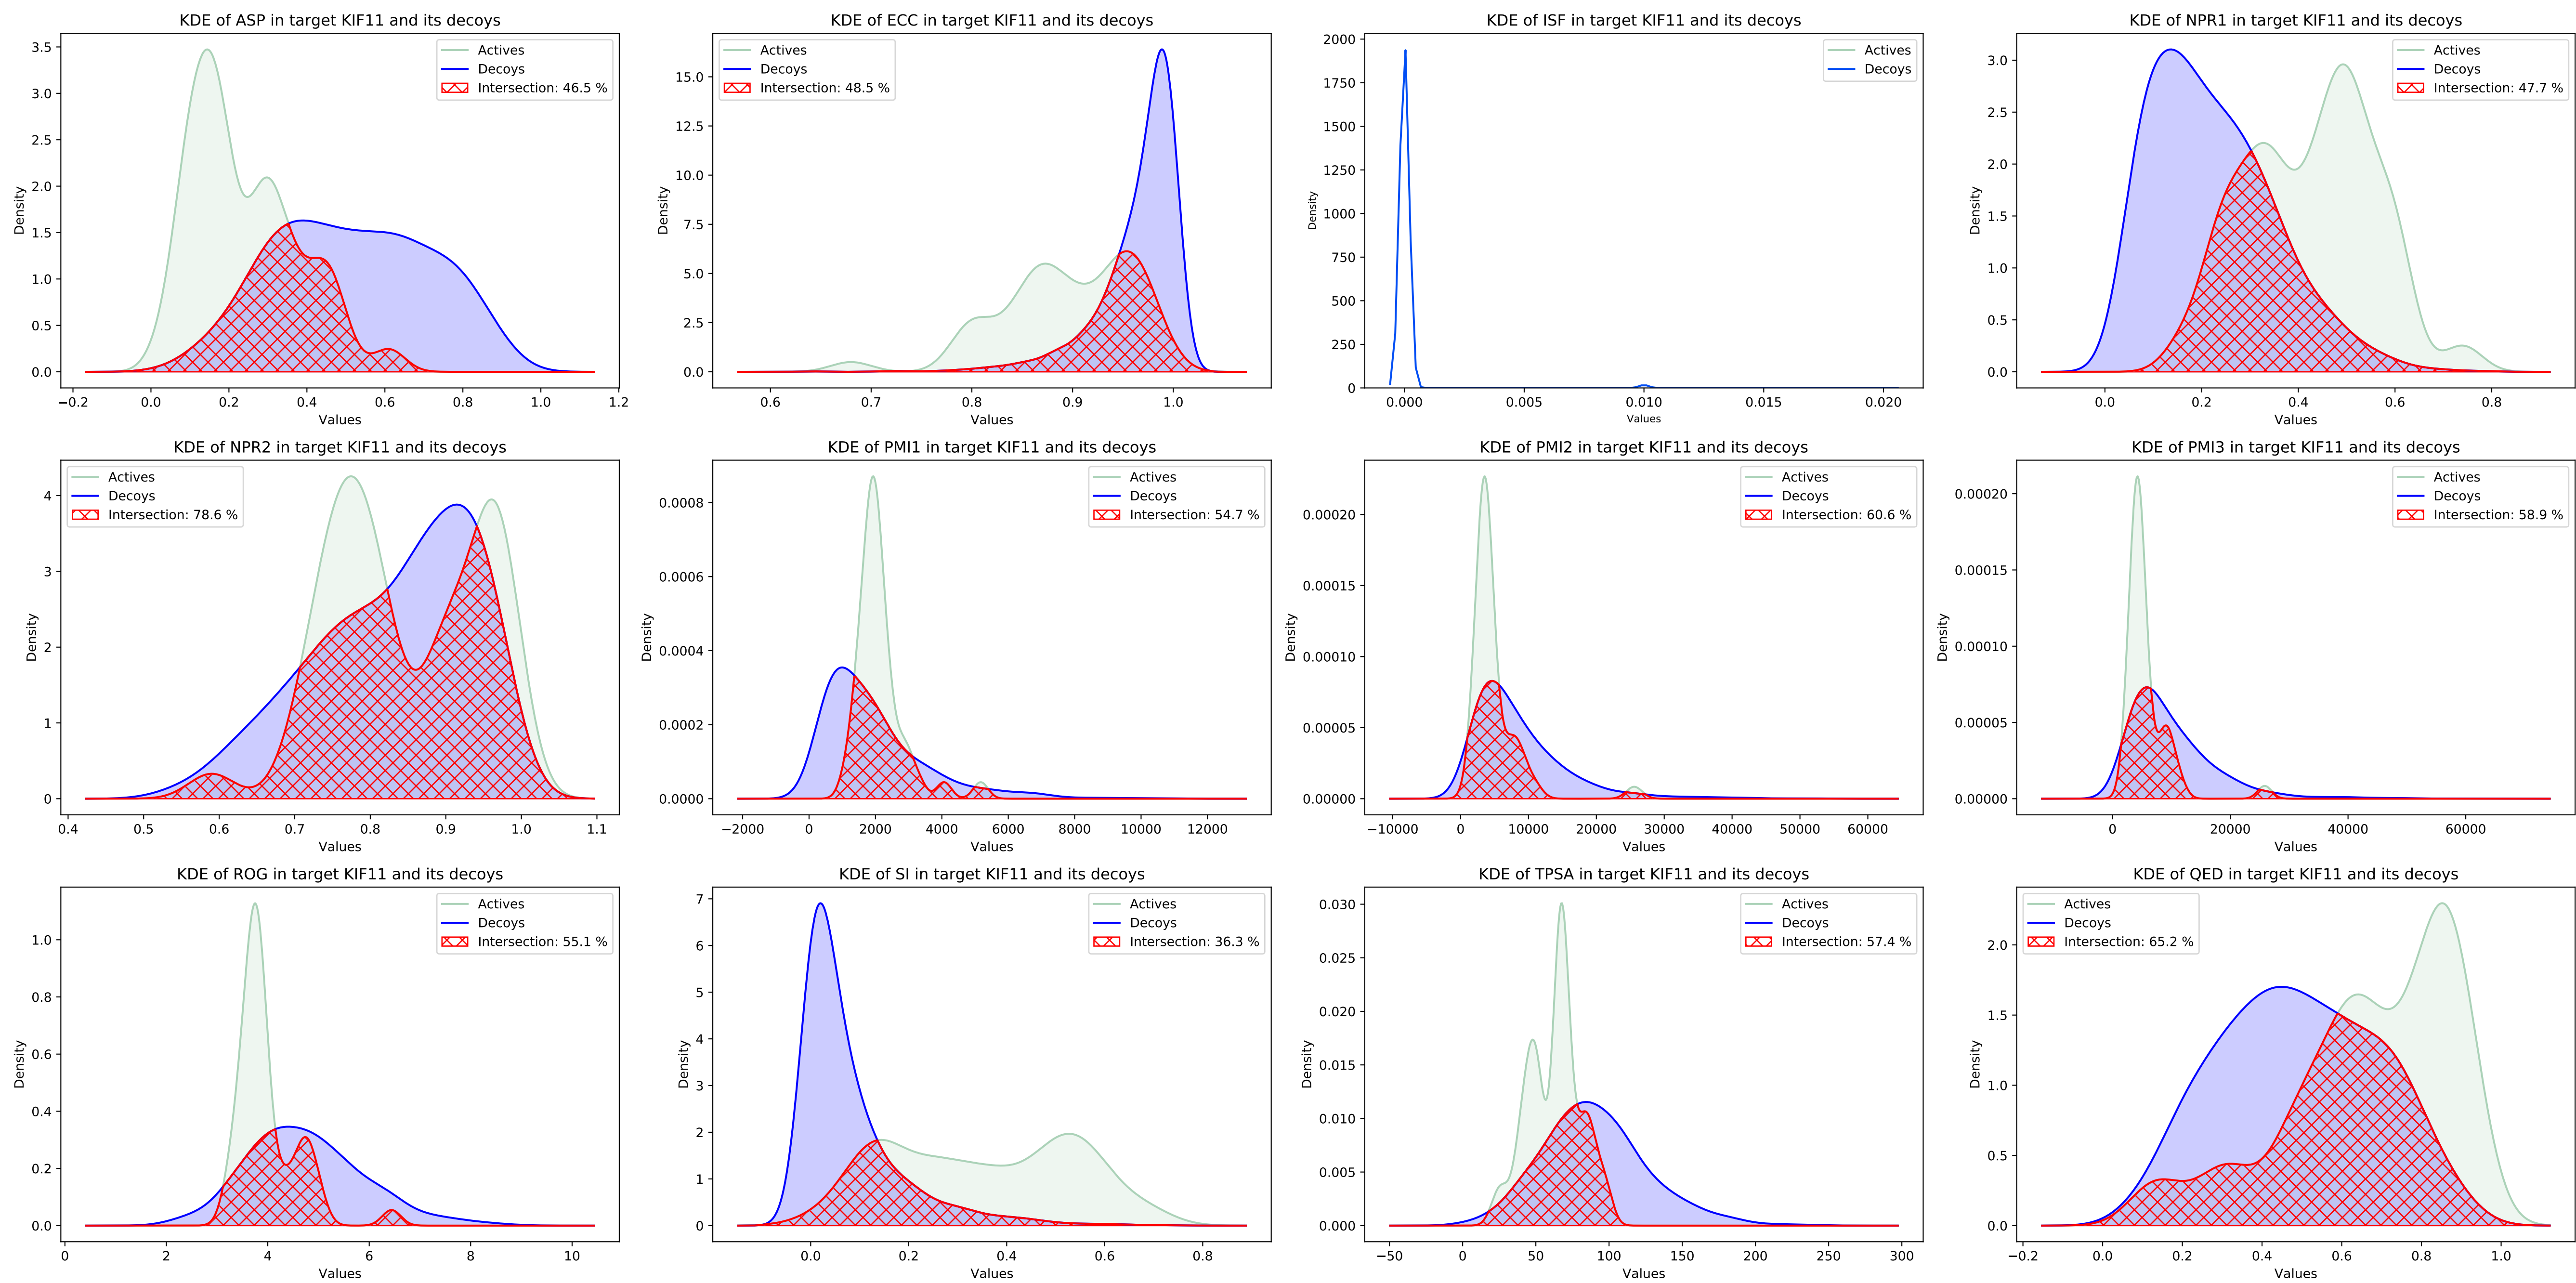 KDE of ASP in target KIF11 and its decoys
Density
3.5
3.0
2.5
2.0
1.5
1.0
0.5
0.0
Actives
Decoys
Intersection: 46.5 %
−0.2 0.0 0.2 0.4 0.6 0.8 1.0 1.2
Values
KDE of ECC in target KIF11 and its decoys
Density
15.0
12.5
10.0
7.5
5.0
2.5
0.0
Actives
Decoys
Intersection: 48.5 %
0.6 0.7 0.8 0.9 1.0
Values
KDE of ISF in target KIF11 and its decoys
Density
2000
1750
1500
1250
1000
750
500
250
0
Actives
Decoys
0.000 0.005 0.010 0.015 0.020
Values
KDE of NPR1 in target KIF11 and its decoys
Density
3.0
2.5
2.0
1.5
1.0
0.5
0.0
Actives
Decoys
Intersection: 47.7 %
0.0 0.2 0.4 0.6 0.8
Values
KDE of NPR2 in target KIF11 and its decoys
Density
4
3
2
1
0
Actives
Decoys
Intersection: 78.6 %
0.4 0.5 0.6 0.7 0.8 0.9 1.0 1.1
Values
KDE of PMI1 in target KIF11 and its decoys
Density
0.0008
0.0006
0.0004
0.0002
0.0000
Actives
Decoys
Intersection: 54.7 %
−2000 0 2000 4000 6000 8000 10000 12000
Values
KDE of PMI2 in target KIF11 and its decoys
Density
0.00020
0.00015
0.00010
0.00005
0.00000
Actives
Decoys
Intersection: 60.6 %
−10000 0 10000 20000 30000 40000 50000 60000
Values
KDE of PMI3 in target KIF11 and its decoys
Density
0.00020
0.00015
0.00010
0.00005
0.00000
Actives
Decoys
Intersection: 58.9 %
0 20000 40000 60000
Values
KDE of ROG in target KIF11 and its decoys
Density
1.0
0.8
0.6
0.4
0.2
0.0
Actives
Decoys
Intersection: 55.1 %
0 2 4 6 8 10
Values
KDE of SI in target KIF11 and its decoys
Density
7
6
5
4
3
2
1
0
Actives
Decoys
Intersection: 36.3 %
0.0 0.2 0.4 0.6 0.8
Values
KDE of TPSA in target KIF11 and its decoys
Density
0.030
0.025
0.020
0.015
0.010
0.005
0.000
Actives
Decoys
Intersection: 57.4 %
−50 0 50 100 150 200 250 300
Values
KDE of QED in target KIF11 and its decoys
Density
2.0
1.5
1.0
0.5
0.0
Actives
Decoys
Intersection: 65.2 %
−0.2 0.0 0.2 0.4 0.6 0.8 1.0
Values